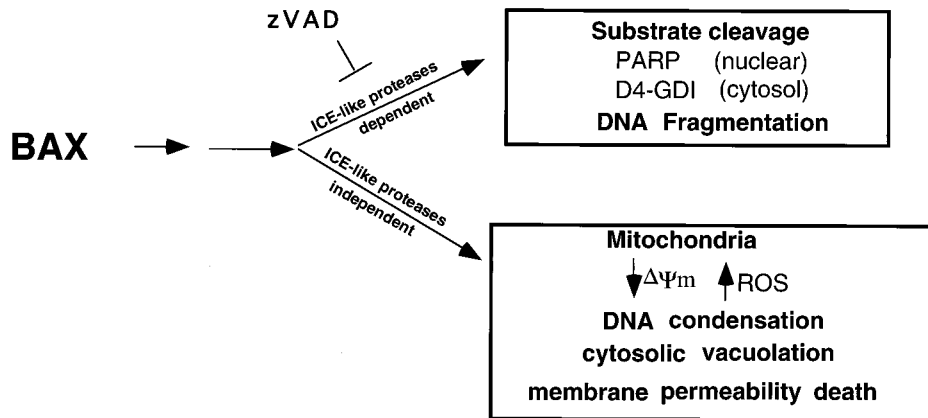 zVAD
Substrate cleavage
PARP (nuclear)
D4-GDI (cytosol)
DNA Fragmentation
ICE-like proteases
dependent
BAX
ICE-like proteases
independent
Mitochondria
ΔΨm ROS
DNA condensation
cytosolic vacuolation
membrane permeability death